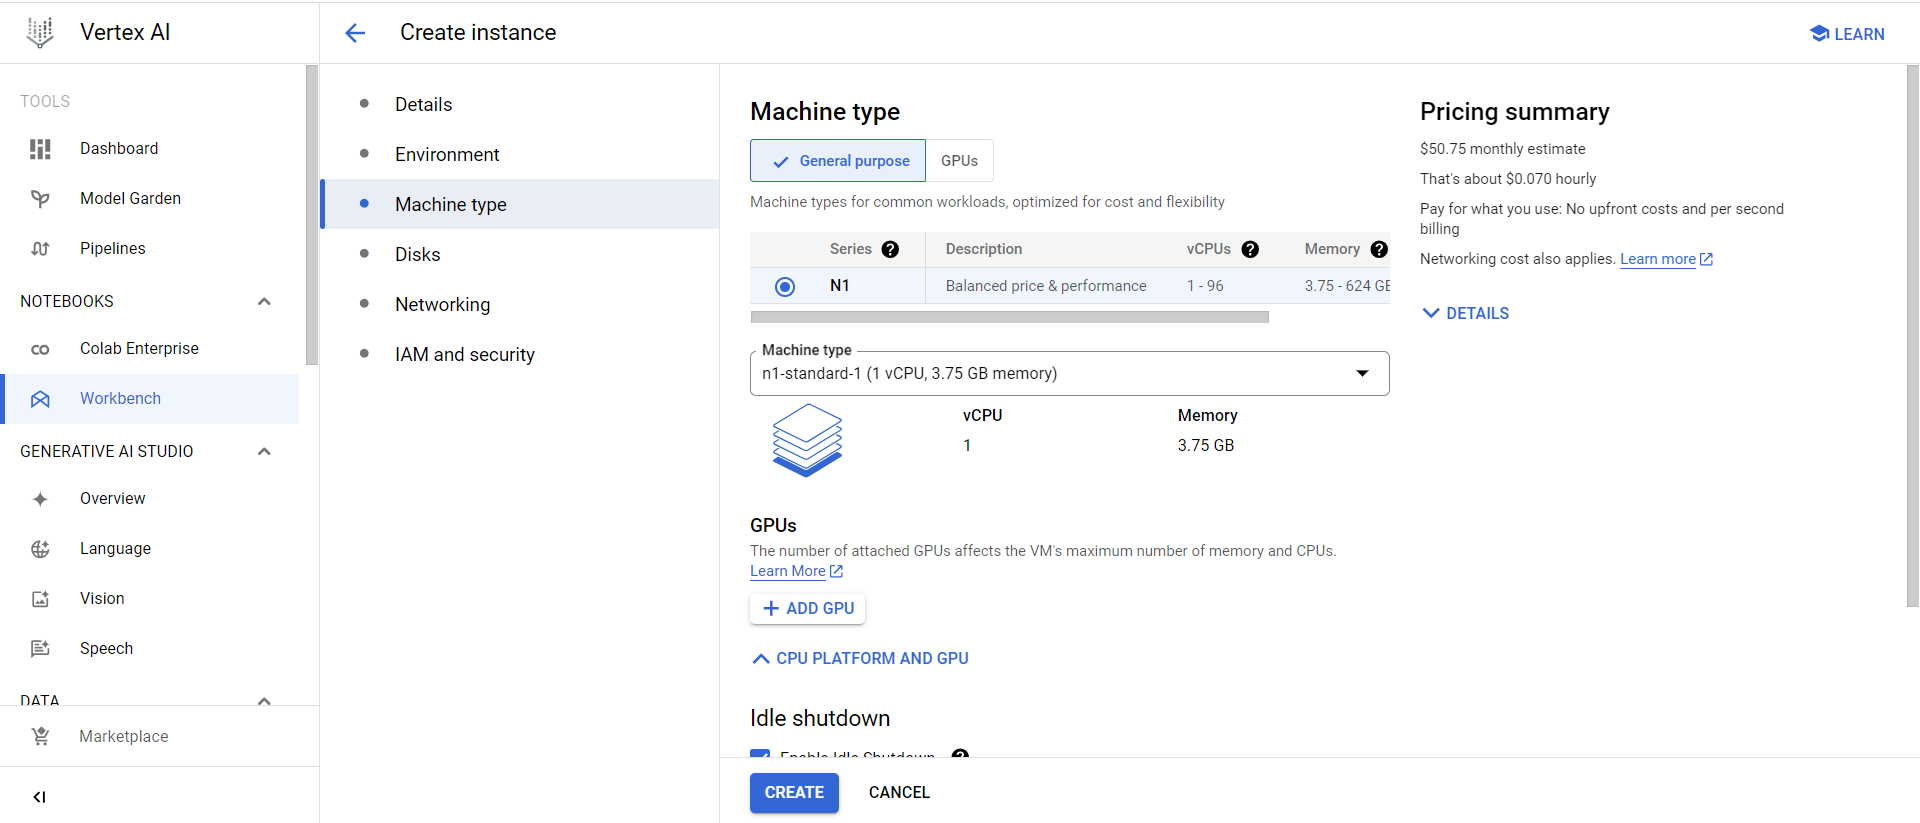 Vertex AI
Create instance
LEARN
TOOLS
Dashboard
Model Garden
Pipelines
NOTEBOOKS
Colab Enterprise
Workbench
GENERATIVE AI STUDIO
Overview
Language
Vision
Speech
DATA
Marketplace
Details
Environment
Machine type
Disks
Networking
IAM and security
Machine type
General purpose
GPUs
Machine types for common workloads, optimized for cost and flexibility
Series Description vCPUs Memory
N1 Balanced price & performance 1 - 96 3.75 - 624 GB
Machine type
n1-standard-1 (1 vCPU, 3.75 GB memory)
vCPU Memory
1 3.75 GB
GPUs
The number of attached GPUs affects the VM's maximum number of memory and CPUs.
Learn More
ADD GPU
CPU PLATFORM AND GPU
Idle shutdown
Enable Idle Shutdown
CREATE
CANCEL
Pricing summary
$50.75 monthly estimate
That's about $0.070 hourly
Pay for what you use: No upfront costs and per second
billing
Networking cost also applies. Learn more
DETAILS